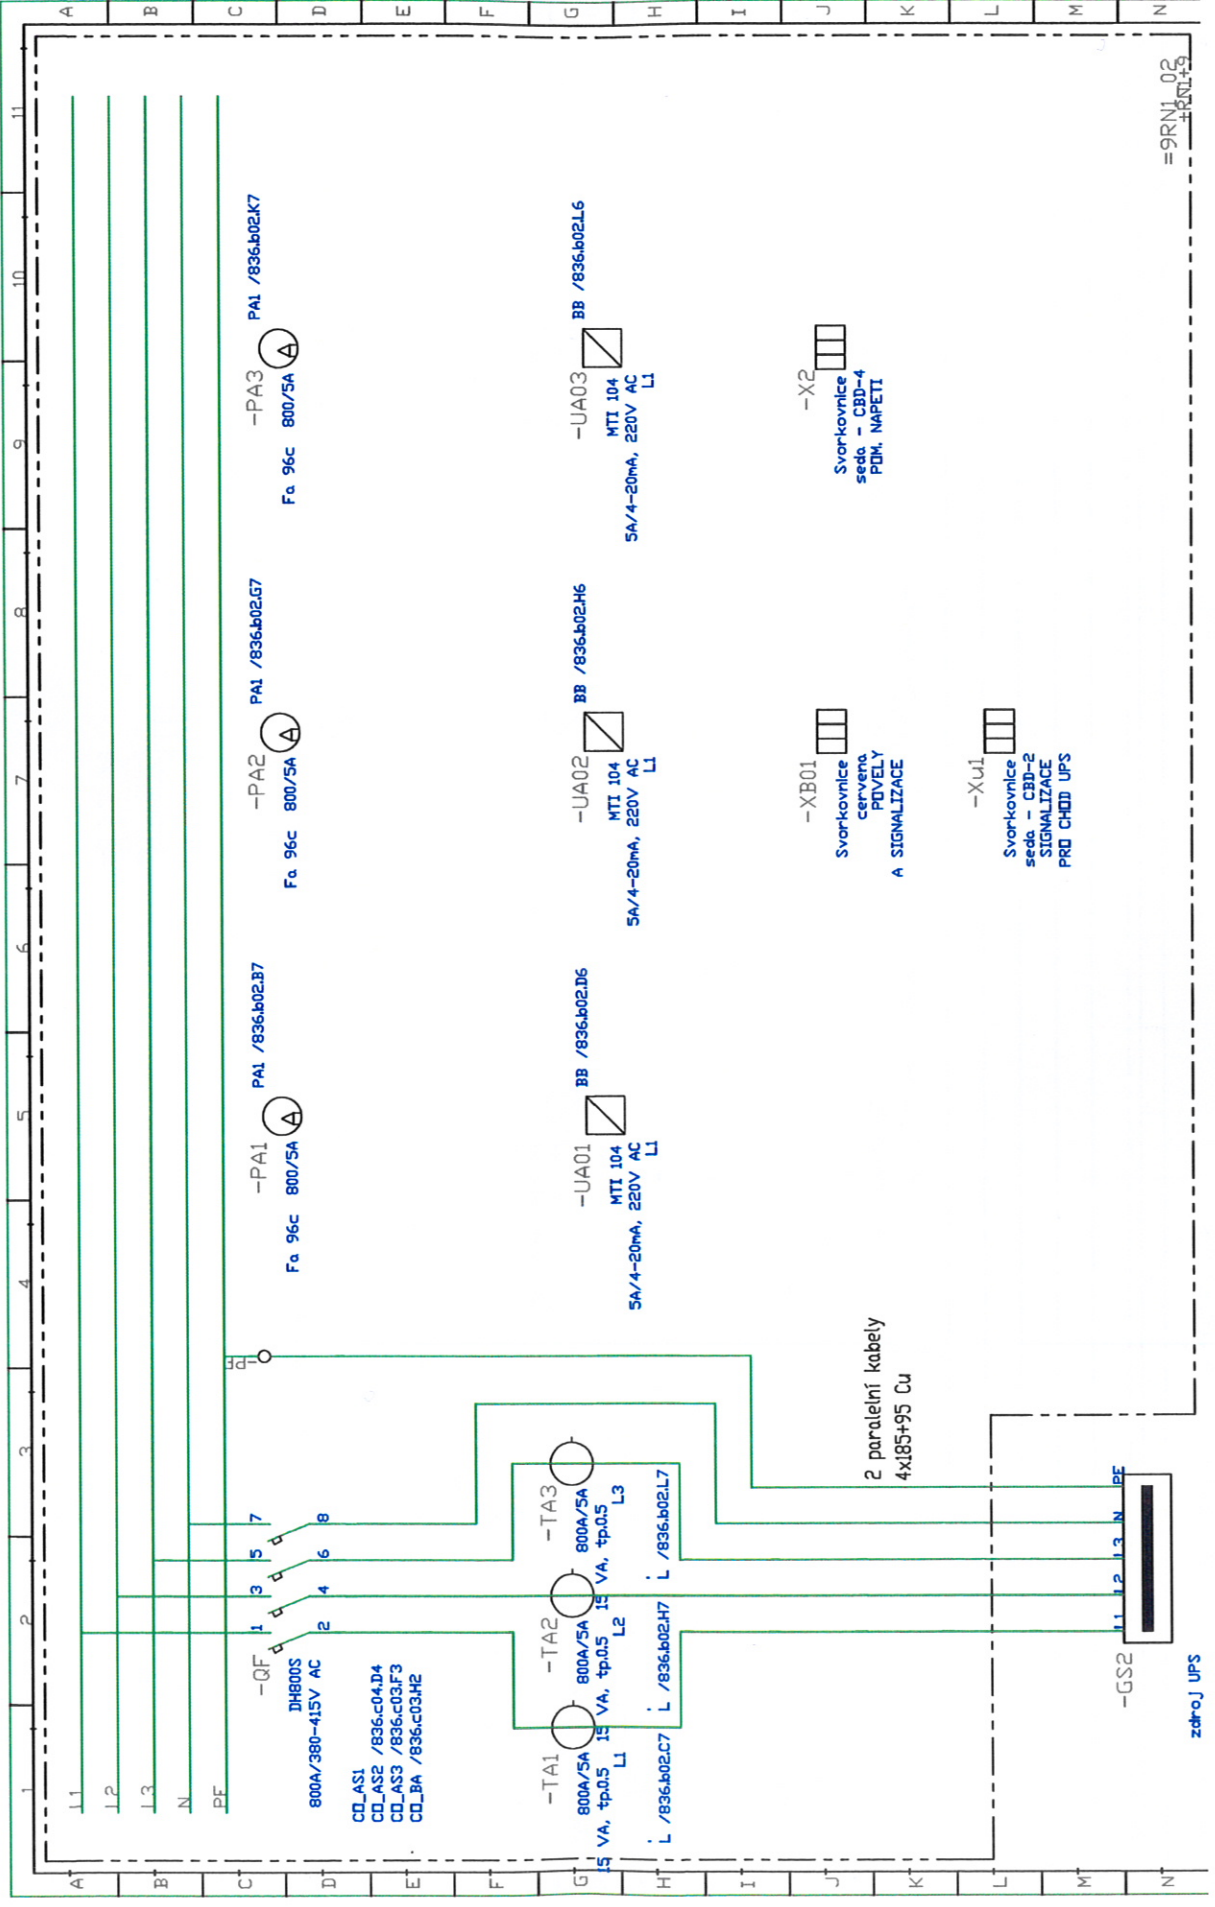 1 2 3 4 5 6 7 8 9 10 11
A A
B B
C C
D D
E E
F F
G G
H H
I I
J J
K K
L L
M M
N N
L1
L2
L3
N
PE
-QF
DH800S
800A/380-415V AC
CO_AS1
CO_AS2 /836.c04.D4
CO_AS3 /836.c03.F3
CO_BA /836.c03.H2
1 3 5 7
2 4 6 8
-PE
-PA1
PA1 /836.b02.B7
Fa 96c 800/5A
-PA2
PA1 /836.b02.G7
Fa 96c 800/5A
-PA3
PA1 /836.b02.K7
Fa 96c 800/5A
-TA1
800A/5A
15 VA, tp.0.5
L1
L /836.b02.C7
-TA2
800A/5A
15 VA, tp.0.5
L2
L /836.b02.H7
-TA3
800A/5A
15 VA, tp.0.5
L3
L /836.b02.L7
-UA01
BB /836.b02.D6
MTI 104
5A/4-20mA, 220V AC
L1
-UA02
BB /836.b02.H6
MTI 104
5A/4-20mA, 220V AC
L1
-UA03
BB /836.b02.L6
MTI 104
5A/4-20mA, 220V AC
L1
-XB01
Svorkovnice
cervena
POVELY
A SIGNALIZACE
-X2
Svorkovnice
seda - CBD-4
POM. NAPETI
-Xu1
Svorkovnice
seda - CBD-2
SIGNALIZACE
PRO CHOD UPS
2 paralelní kabely
4x185+95 Cu
L1 L2 L3 N PE
-GS2
zdroj UPS
=9RN1_02
+RN1+9